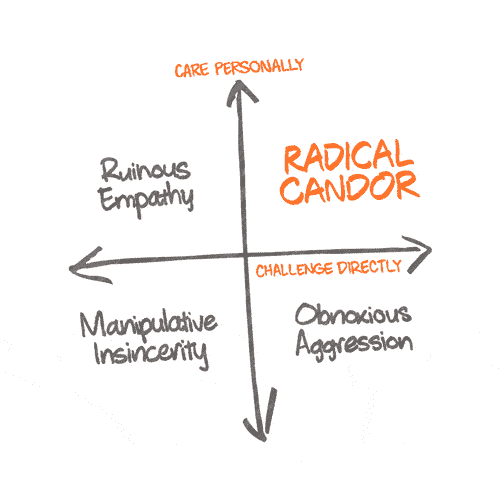 CARE PERSONALLY
Ruinous
Empathy
RADICAL
CANDOR
CHALLENGE DIRECTLY
Manipulative
Insincerity
Obnoxious
Aggression